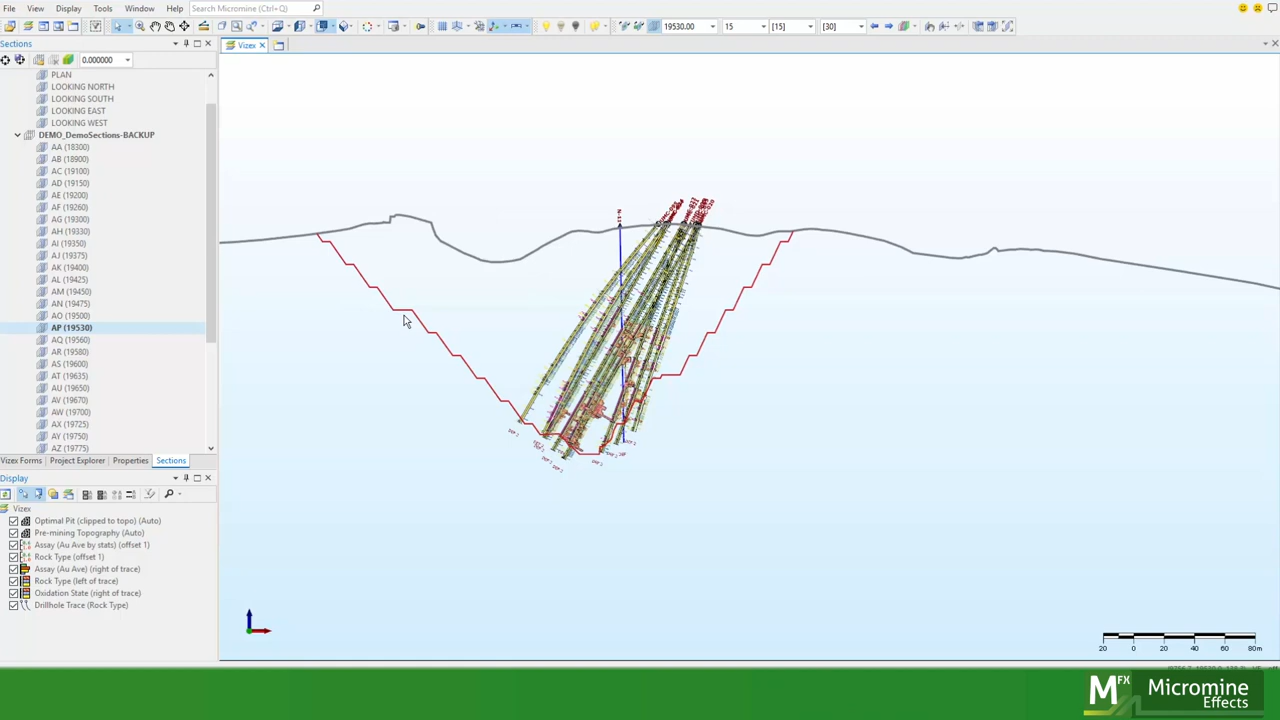 File View Display Tools Window Help Search Micromine (Ctrl+Q)
19530.00 15 [15] [30]
Sections
Vizex
0.000000
PLAN
LOOKING NORTH
LOOKING SOUTH
LOOKING EAST
LOOKING WEST
DEMO_DemoSections-BACKUP
AA (18300)
AB (18900)
AC (19100)
AD (19150)
AE (19200)
AF (19260)
AG (19300)
AH (19330)
AI (19350)
AJ (19375)
AK (19400)
AL (19425)
AM (19450)
AN (19475)
AO (19500)
AP (19530)
AQ (19560)
AR (19580)
AS (19600)
AT (19635)
AU (19650)
AV (19670)
AW (19700)
AX (19725)
AY (19750)
AZ (19775)
Vizex Forms Project Explorer Properties Sections
Display
Vizex
Optimal Pit (clipped to topo) (Auto)
Pre-mining Topography (Auto)
Assay (Au Ave by stats) (offset 1)
Rock Type (offset 1)
Assay (Au Ave) (right of trace)
Rock Type (left of trace)
Oxidation State (right of trace)
Drillhole Trace (Rock Type)
20 0 20 40 60 80m
MFX Micromine
Effects